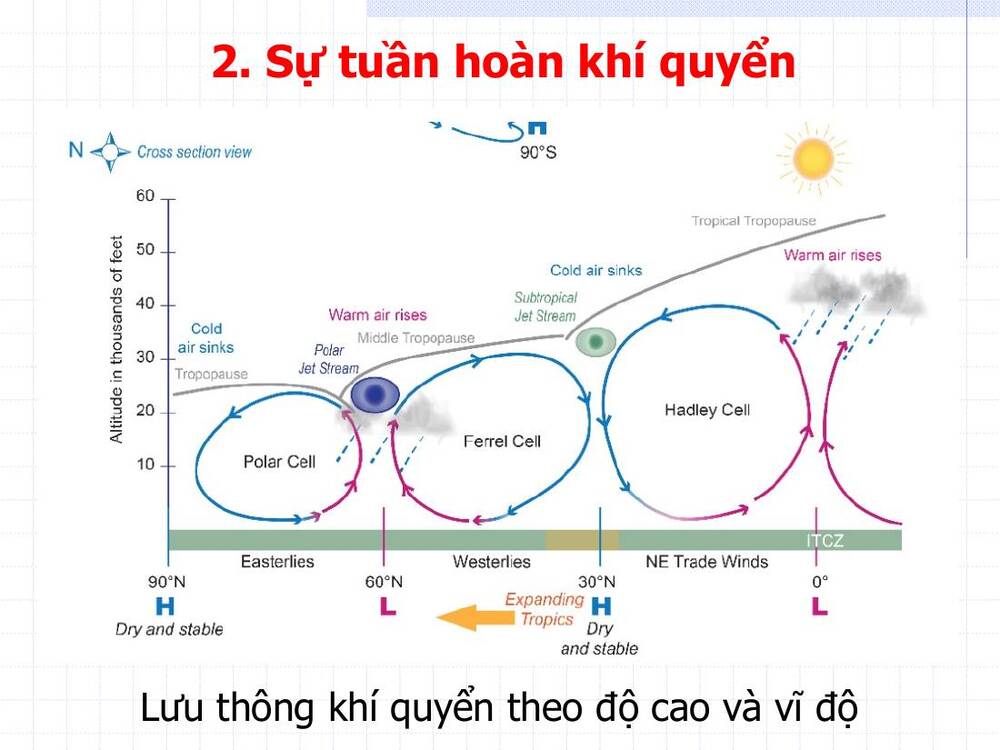 2. Sự tuần hoàn khí quyển
90°S
N
Cross section view
60
50
40
30
20
10
Altitude in thousands of feet
Tropical Tropopause
Warm air rises
Cold air sinks
Subtropical
Jet Stream
Warm air rises
Middle Tropopause
Cold
air sinks
Polar
Jet Stream
Tropopause
Hadley Cell
Ferrel Cell
Polar Cell
ITCZ
Easterlies
Westerlies
NE Trade Winds
90°N
60°N
30°N
0°
H
L
H
L
Expanding
Tropics
Dry and stable
Dry
and stable
Lưu thông khí quyển theo độ cao và vĩ độ